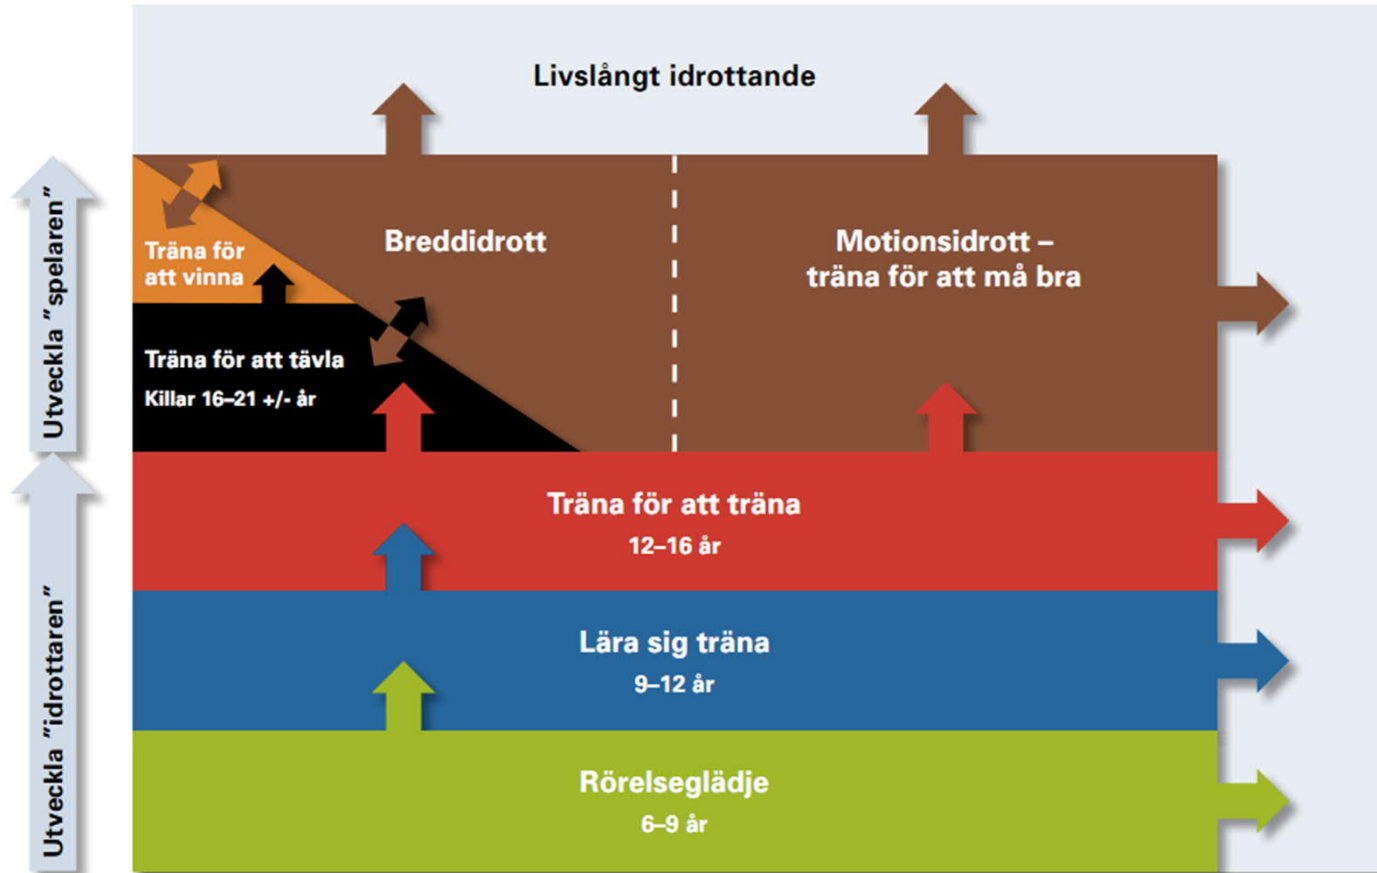 Livslångt idrottande
Utveckla ”spelaren”
Träna för
att vinna
Breddidrott
Motionsidrott –
träna för att må bra
Träna för att tävla
Killar 16–21 +/- år
Utveckla ”idrottaren”
Träna för att träna
12–16 år
Lära sig träna
9–12 år
Rörelseglädje
6–9 år